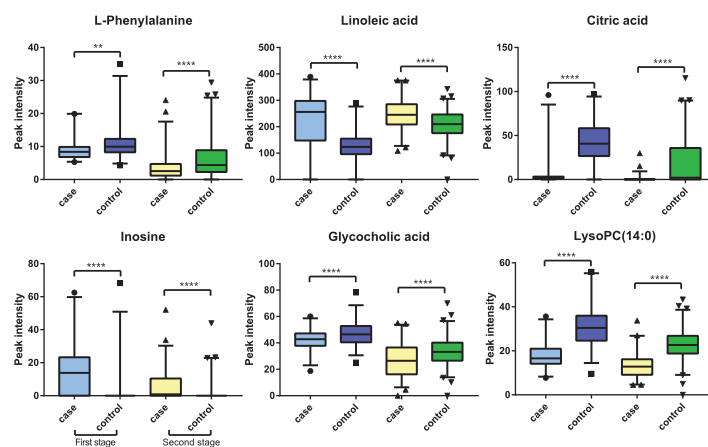 L-Phenylalanine
Linoleic acid
Citric acid
Peak intensity
40
30
20
10
0
**
****
case
control
case
control
Peak intensity
500
400
300
200
100
0
****
****
case
control
case
control
Peak intensity
150
100
50
0
****
****
case
control
case
control
Inosine
Glycocholic acid
LysoPC(14:0)
Peak intensity
80
60
40
20
0
****
****
case
control
case
control
First stage
Second stage
Peak intensity
100
80
60
40
20
0
****
****
case
control
case
control
Peak intensity
60
40
20
0
****
****
case
control
case
control